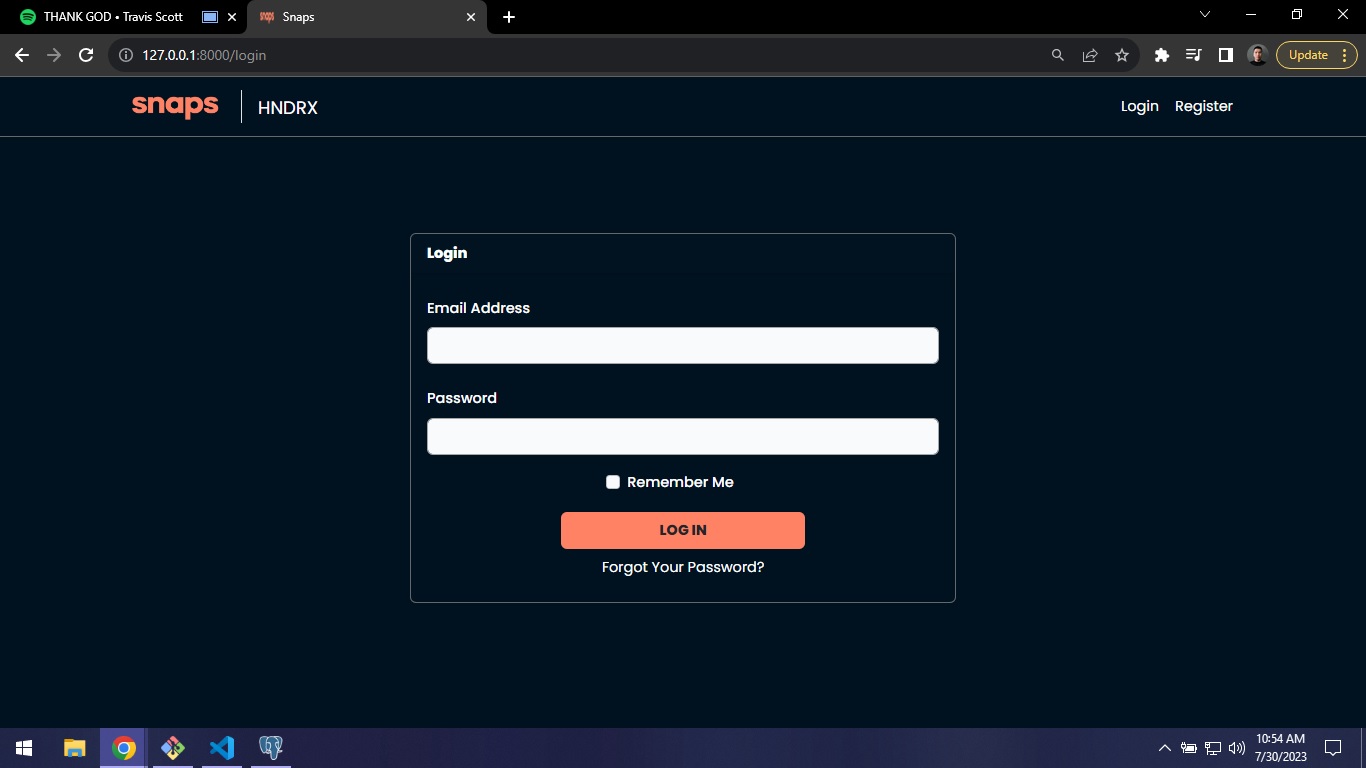 THANK GOD • Travis Scott
snaps Snaps
127.0.0.1:8000/login
Update
snaps HNDRX
Login Register
Login
Email Address
Password
Remember Me
LOG IN
Forgot Your Password?
10:54 AM
7/30/2023